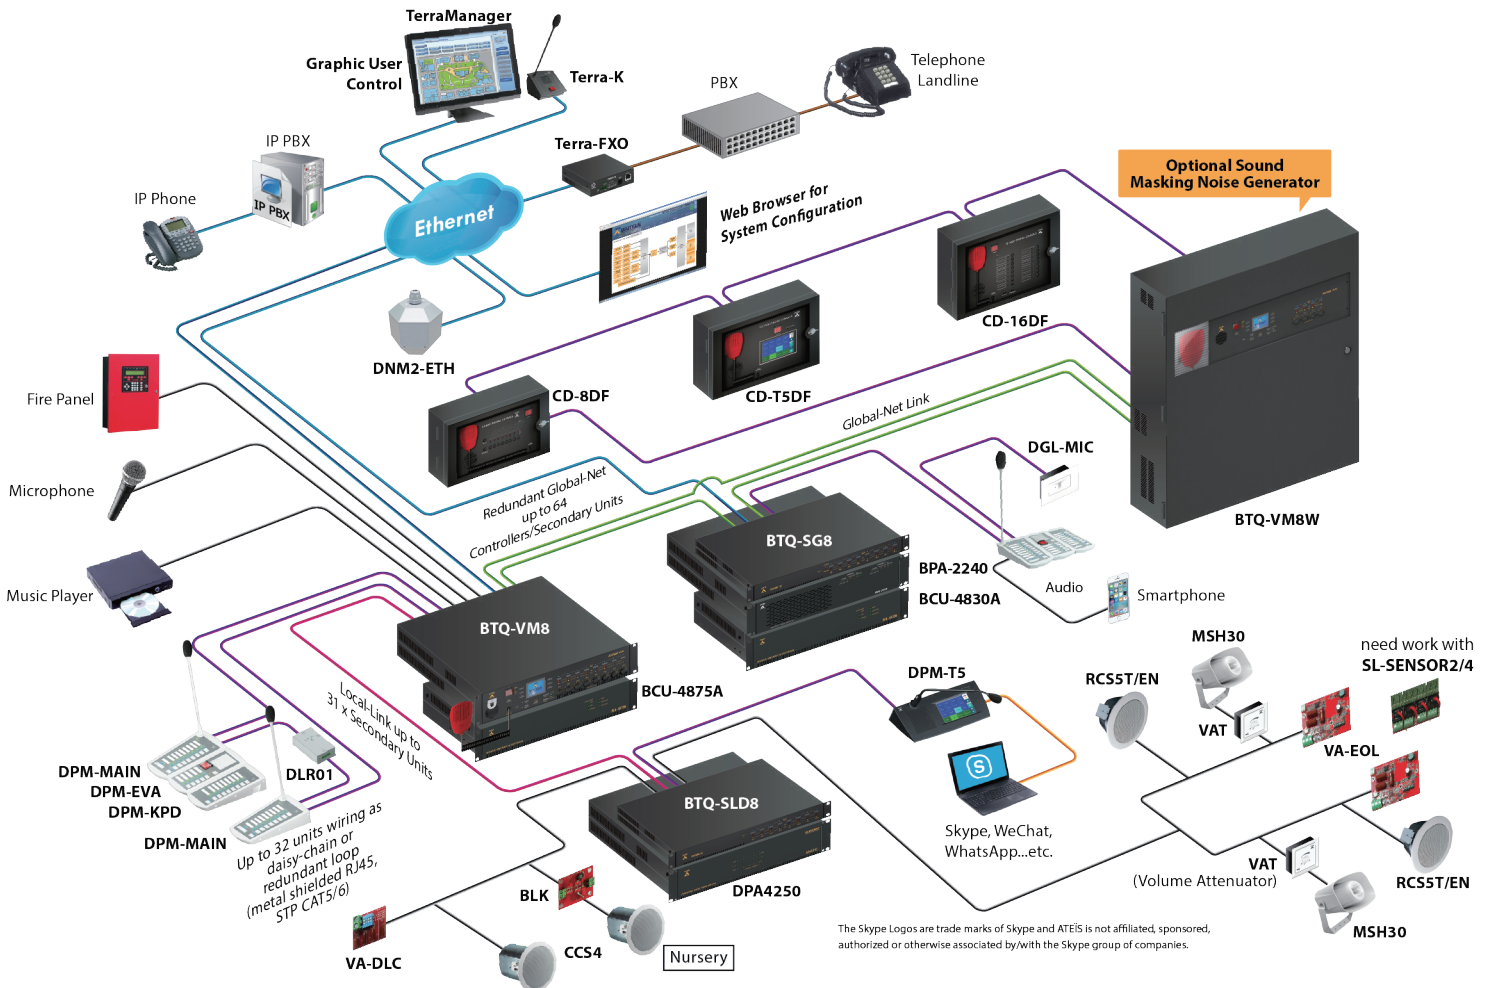 TerraManager
Graphic User
Control
Terra-K
PBX
Telephone
Landline
IP PBX
IP PBX
Terra-FXO
IP Phone
Ethernet
Web Browser for
System Configuration
Optional Sound
Masking Noise Generator
DNM2-ETH
CD-16DF
CD-T5DF
CD-8DF
Fire Panel
Global-Net Link
Microphone
Redundant Global-Net
up to 64
Controllers/Secondary Units
DGL-MIC
BTQ-VM8W
BTQ-SG8
BPA-2240
BCU-4830A
Audio
Smartphone
Music Player
BTQ-VM8
BCU-4875A
Local-Link up to
31 x Secondary Units
DPM-T5
MSH30
need work with
SL-SENSOR2/4
RCS5T/EN
VAT
VA-EOL
DPM-MAIN
DPM-EVA
DPM-KPD
DLR01
DPM-MAIN
Up to 32 units wiring as
daisy-chain or
redundant loop
(metal shielded RJ45,
STP CAT5/6)
BTQ-SLD8
S
Skype, WeChat,
WhatsApp...etc.
DPA4250
VAT
(Volume Attenuator)
RCS5T/EN
MSH30
BLK
VA-DLC
CCS4
Nursery
The Skype Logos are trade marks of Skype and ATEÏS is not affiliated, sponsored,
authorized or otherwise associated by/with the Skype group of companies.